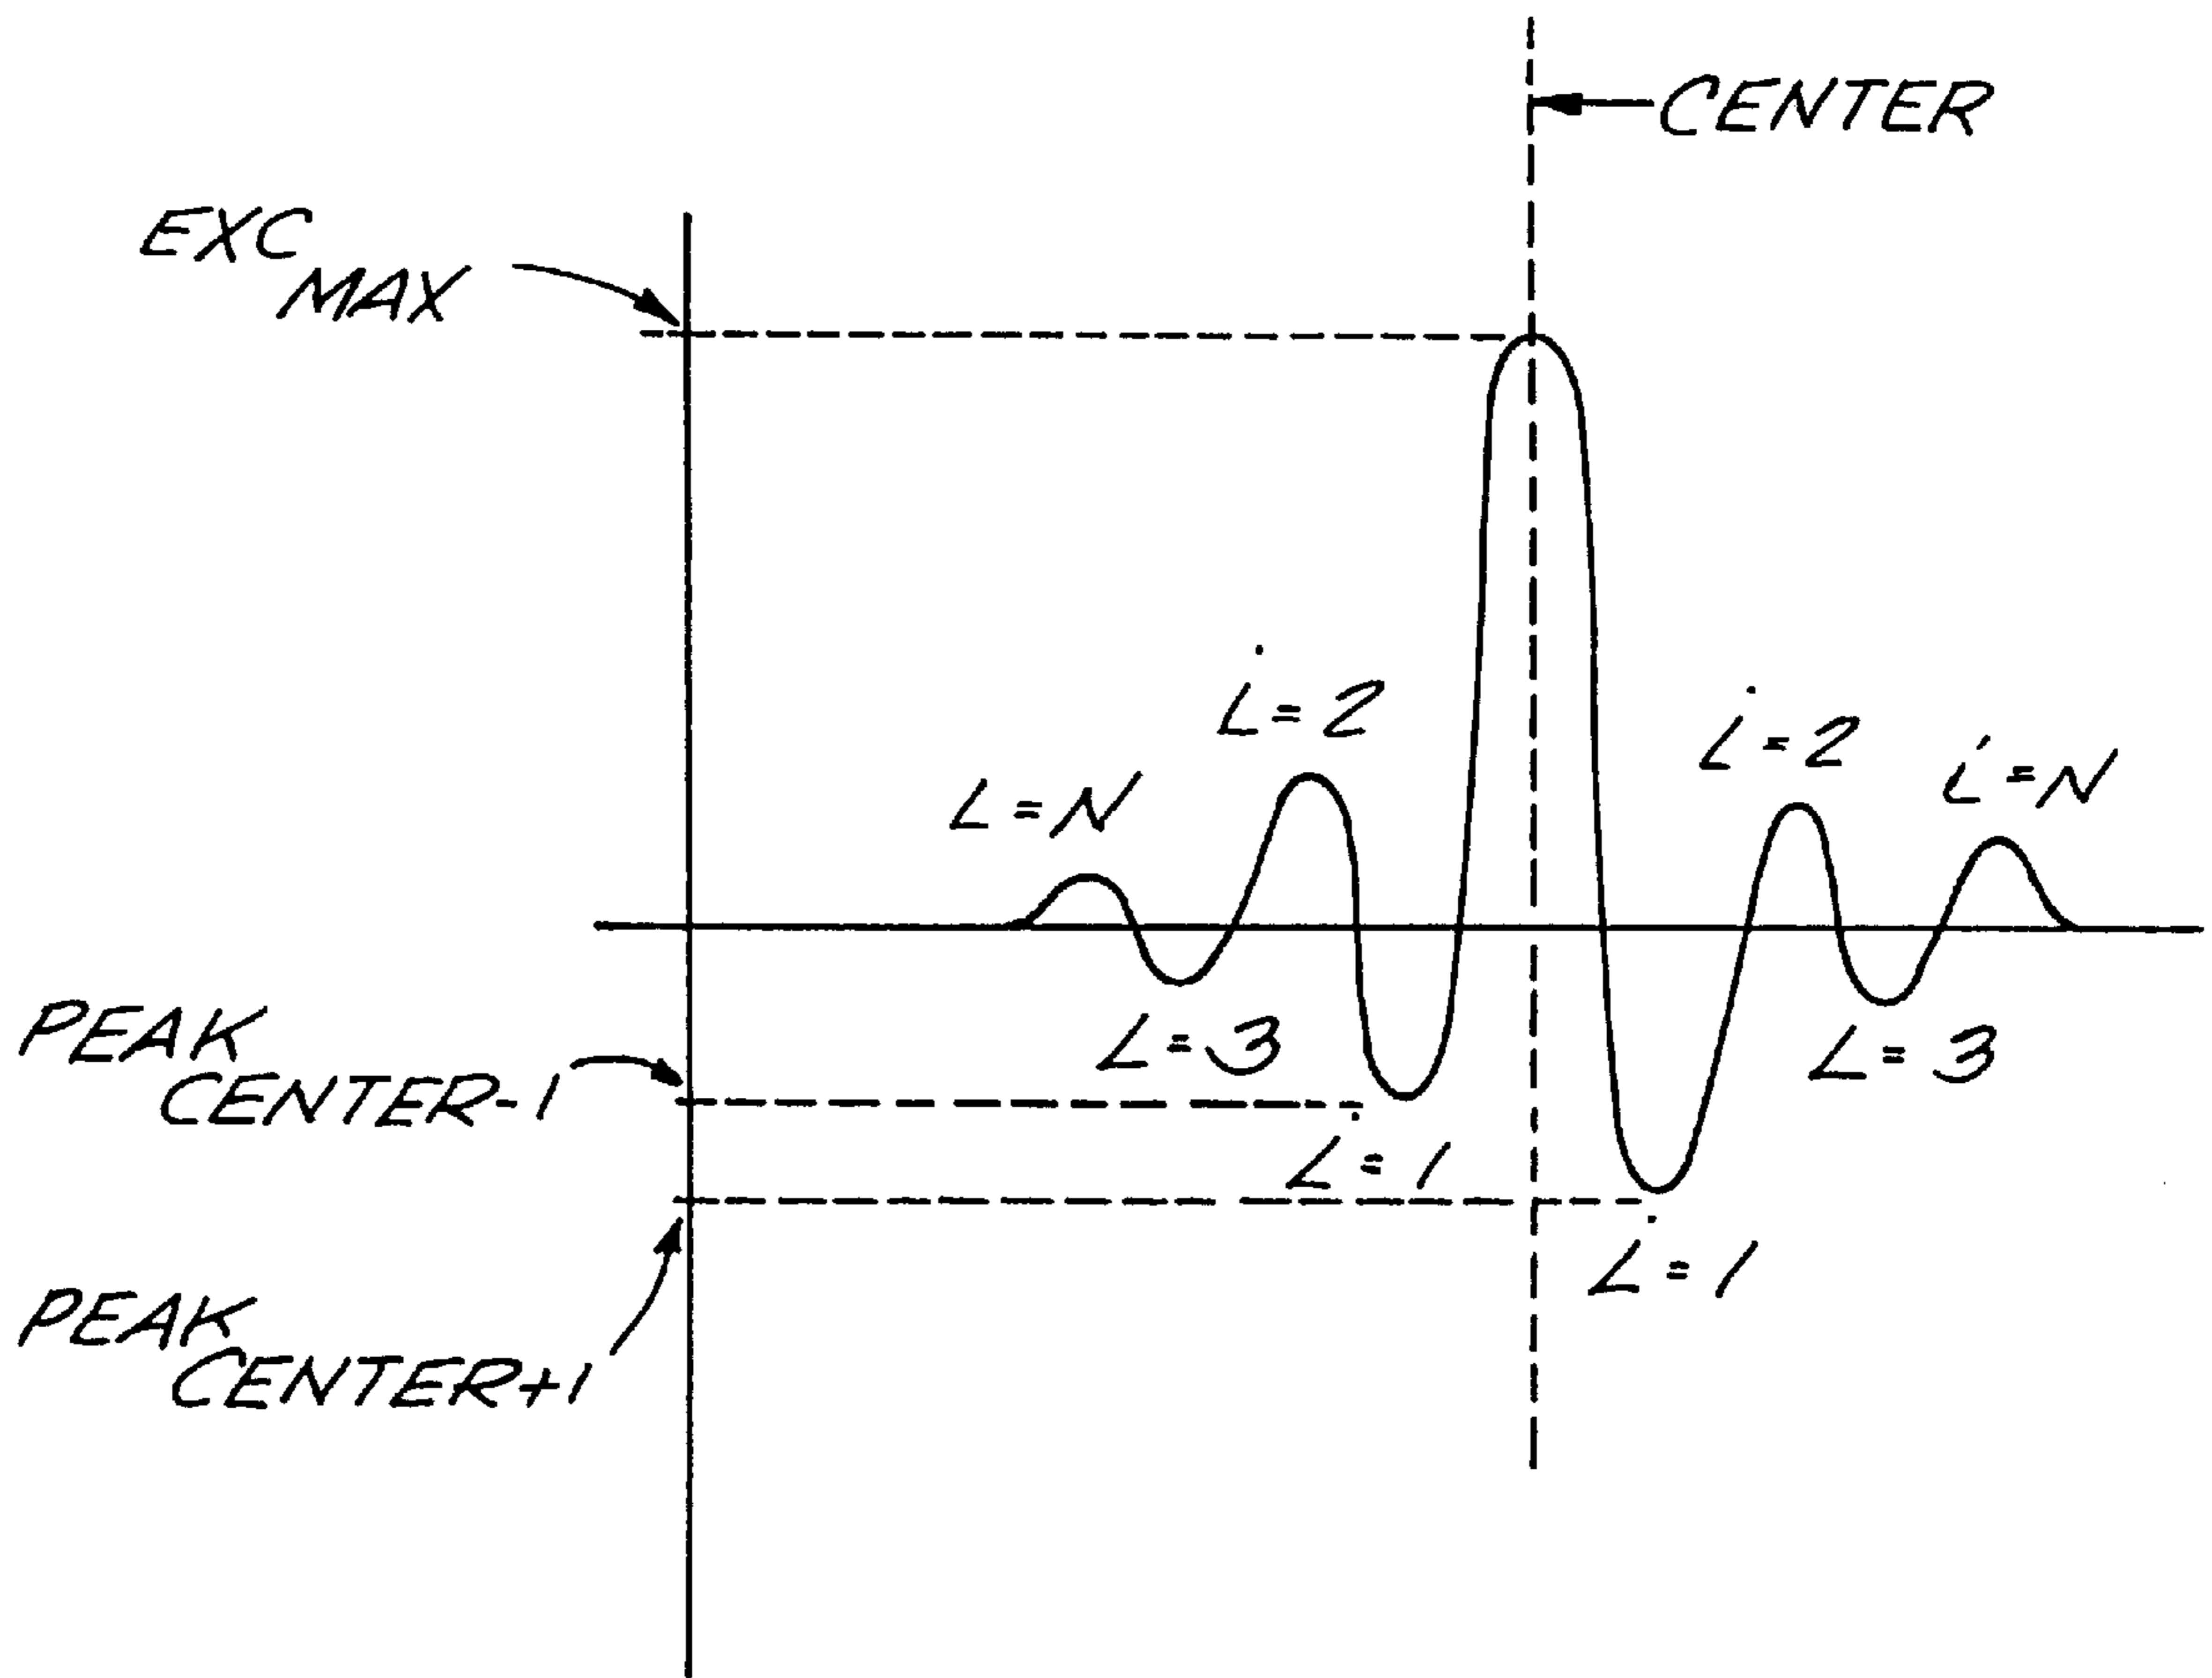 CENTER
EXC
MAX
i=2
i=2
i=N
L=N
PEAK
CENTER-1
L=3
L=3
i=1
i=1
PEAK
CENTER+1